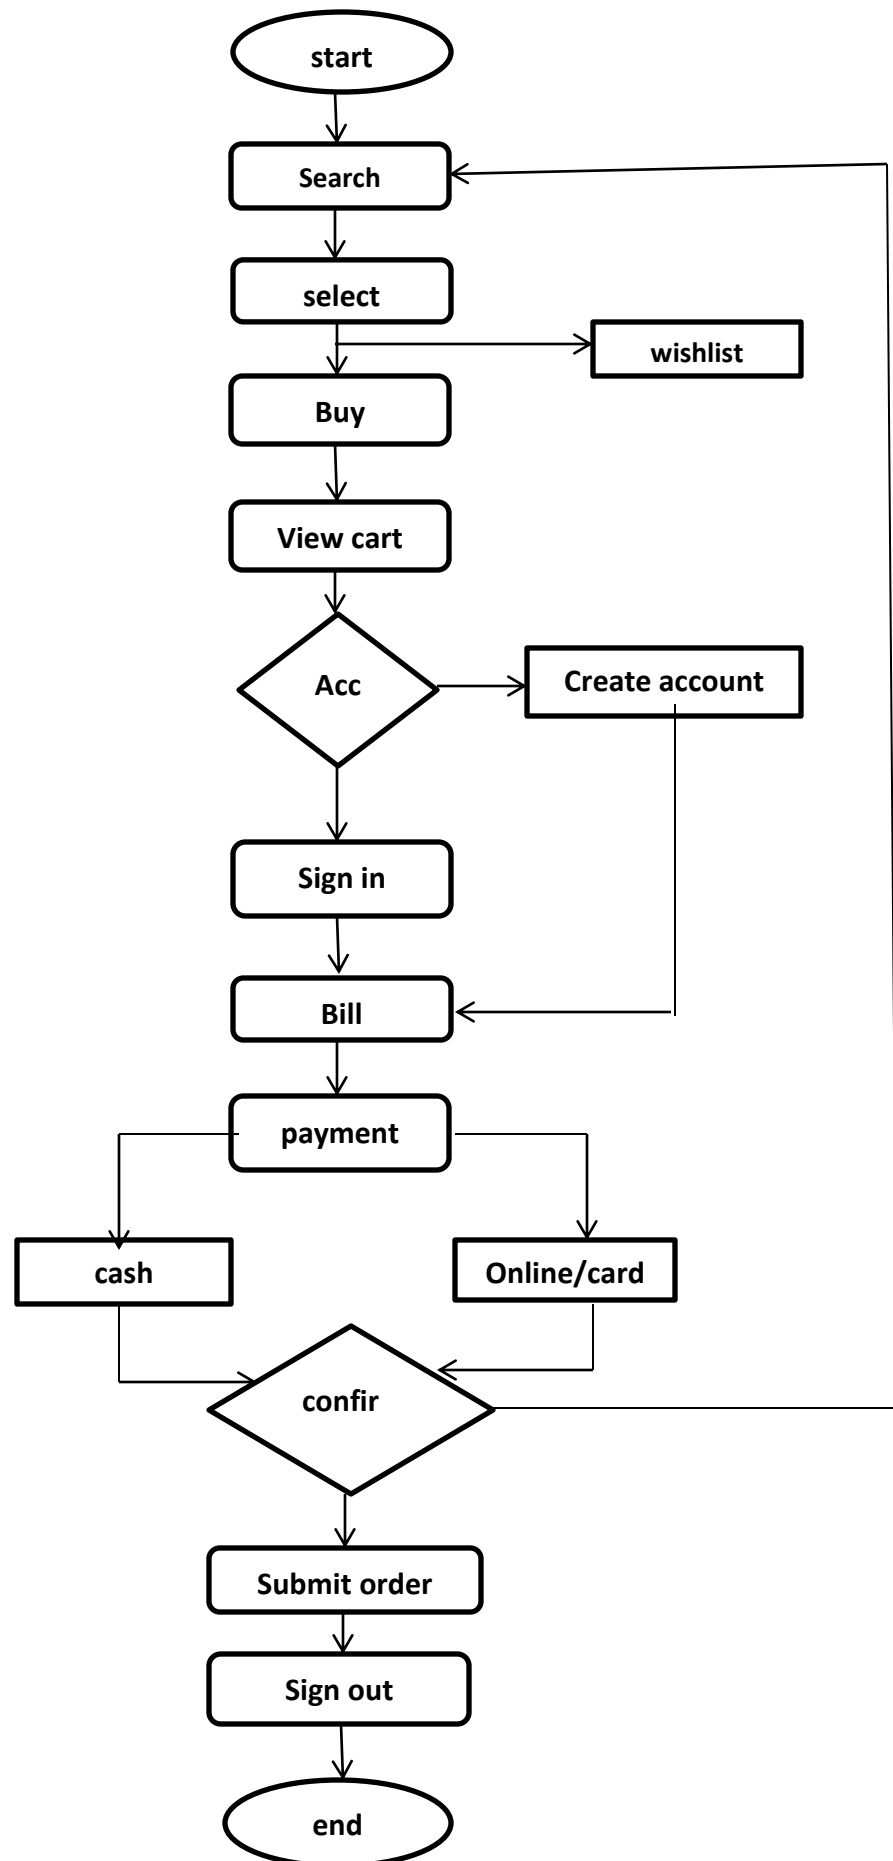 start
Search
select
wishlist
Buy
View cart
Acc
Create account
Sign in
Bill
payment
cash
Online/card
confir
Submit order
Sign out
end